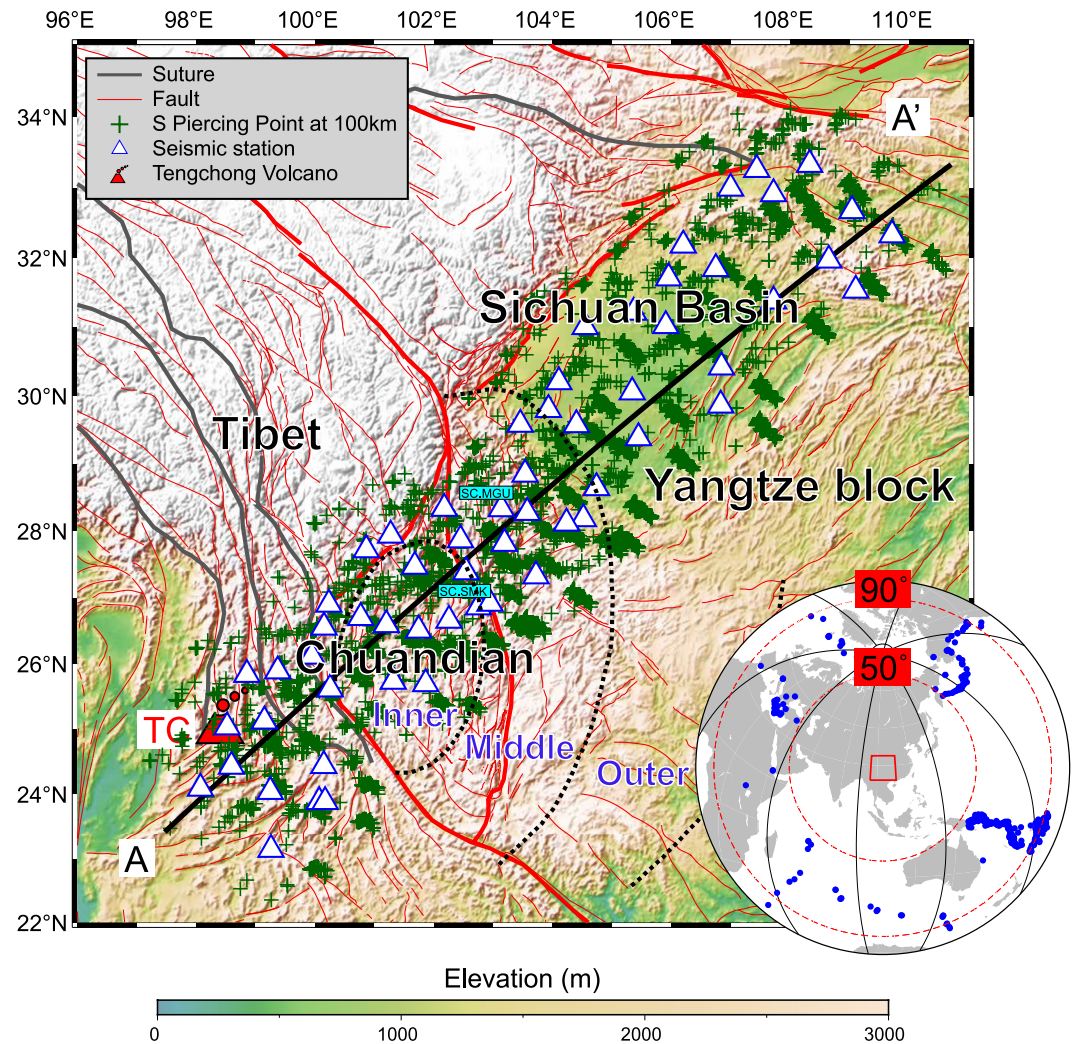 96°E 98°E 100°E 102°E 104°E 106°E 108°E 110°E
Suture
Fault
S Piercing Point at 100km
Seismic station
Tengchong Volcano
34°N
32°N
30°N
28°N
26°N
24°N
22°N
A'
Sichuan Basin
Tibet
Yangtze block
SC.MGU
SC.SMK
Chuandian
TC
Inner
Middle
Outer
A
90°
50°
Elevation (m)
0 1000 2000 3000